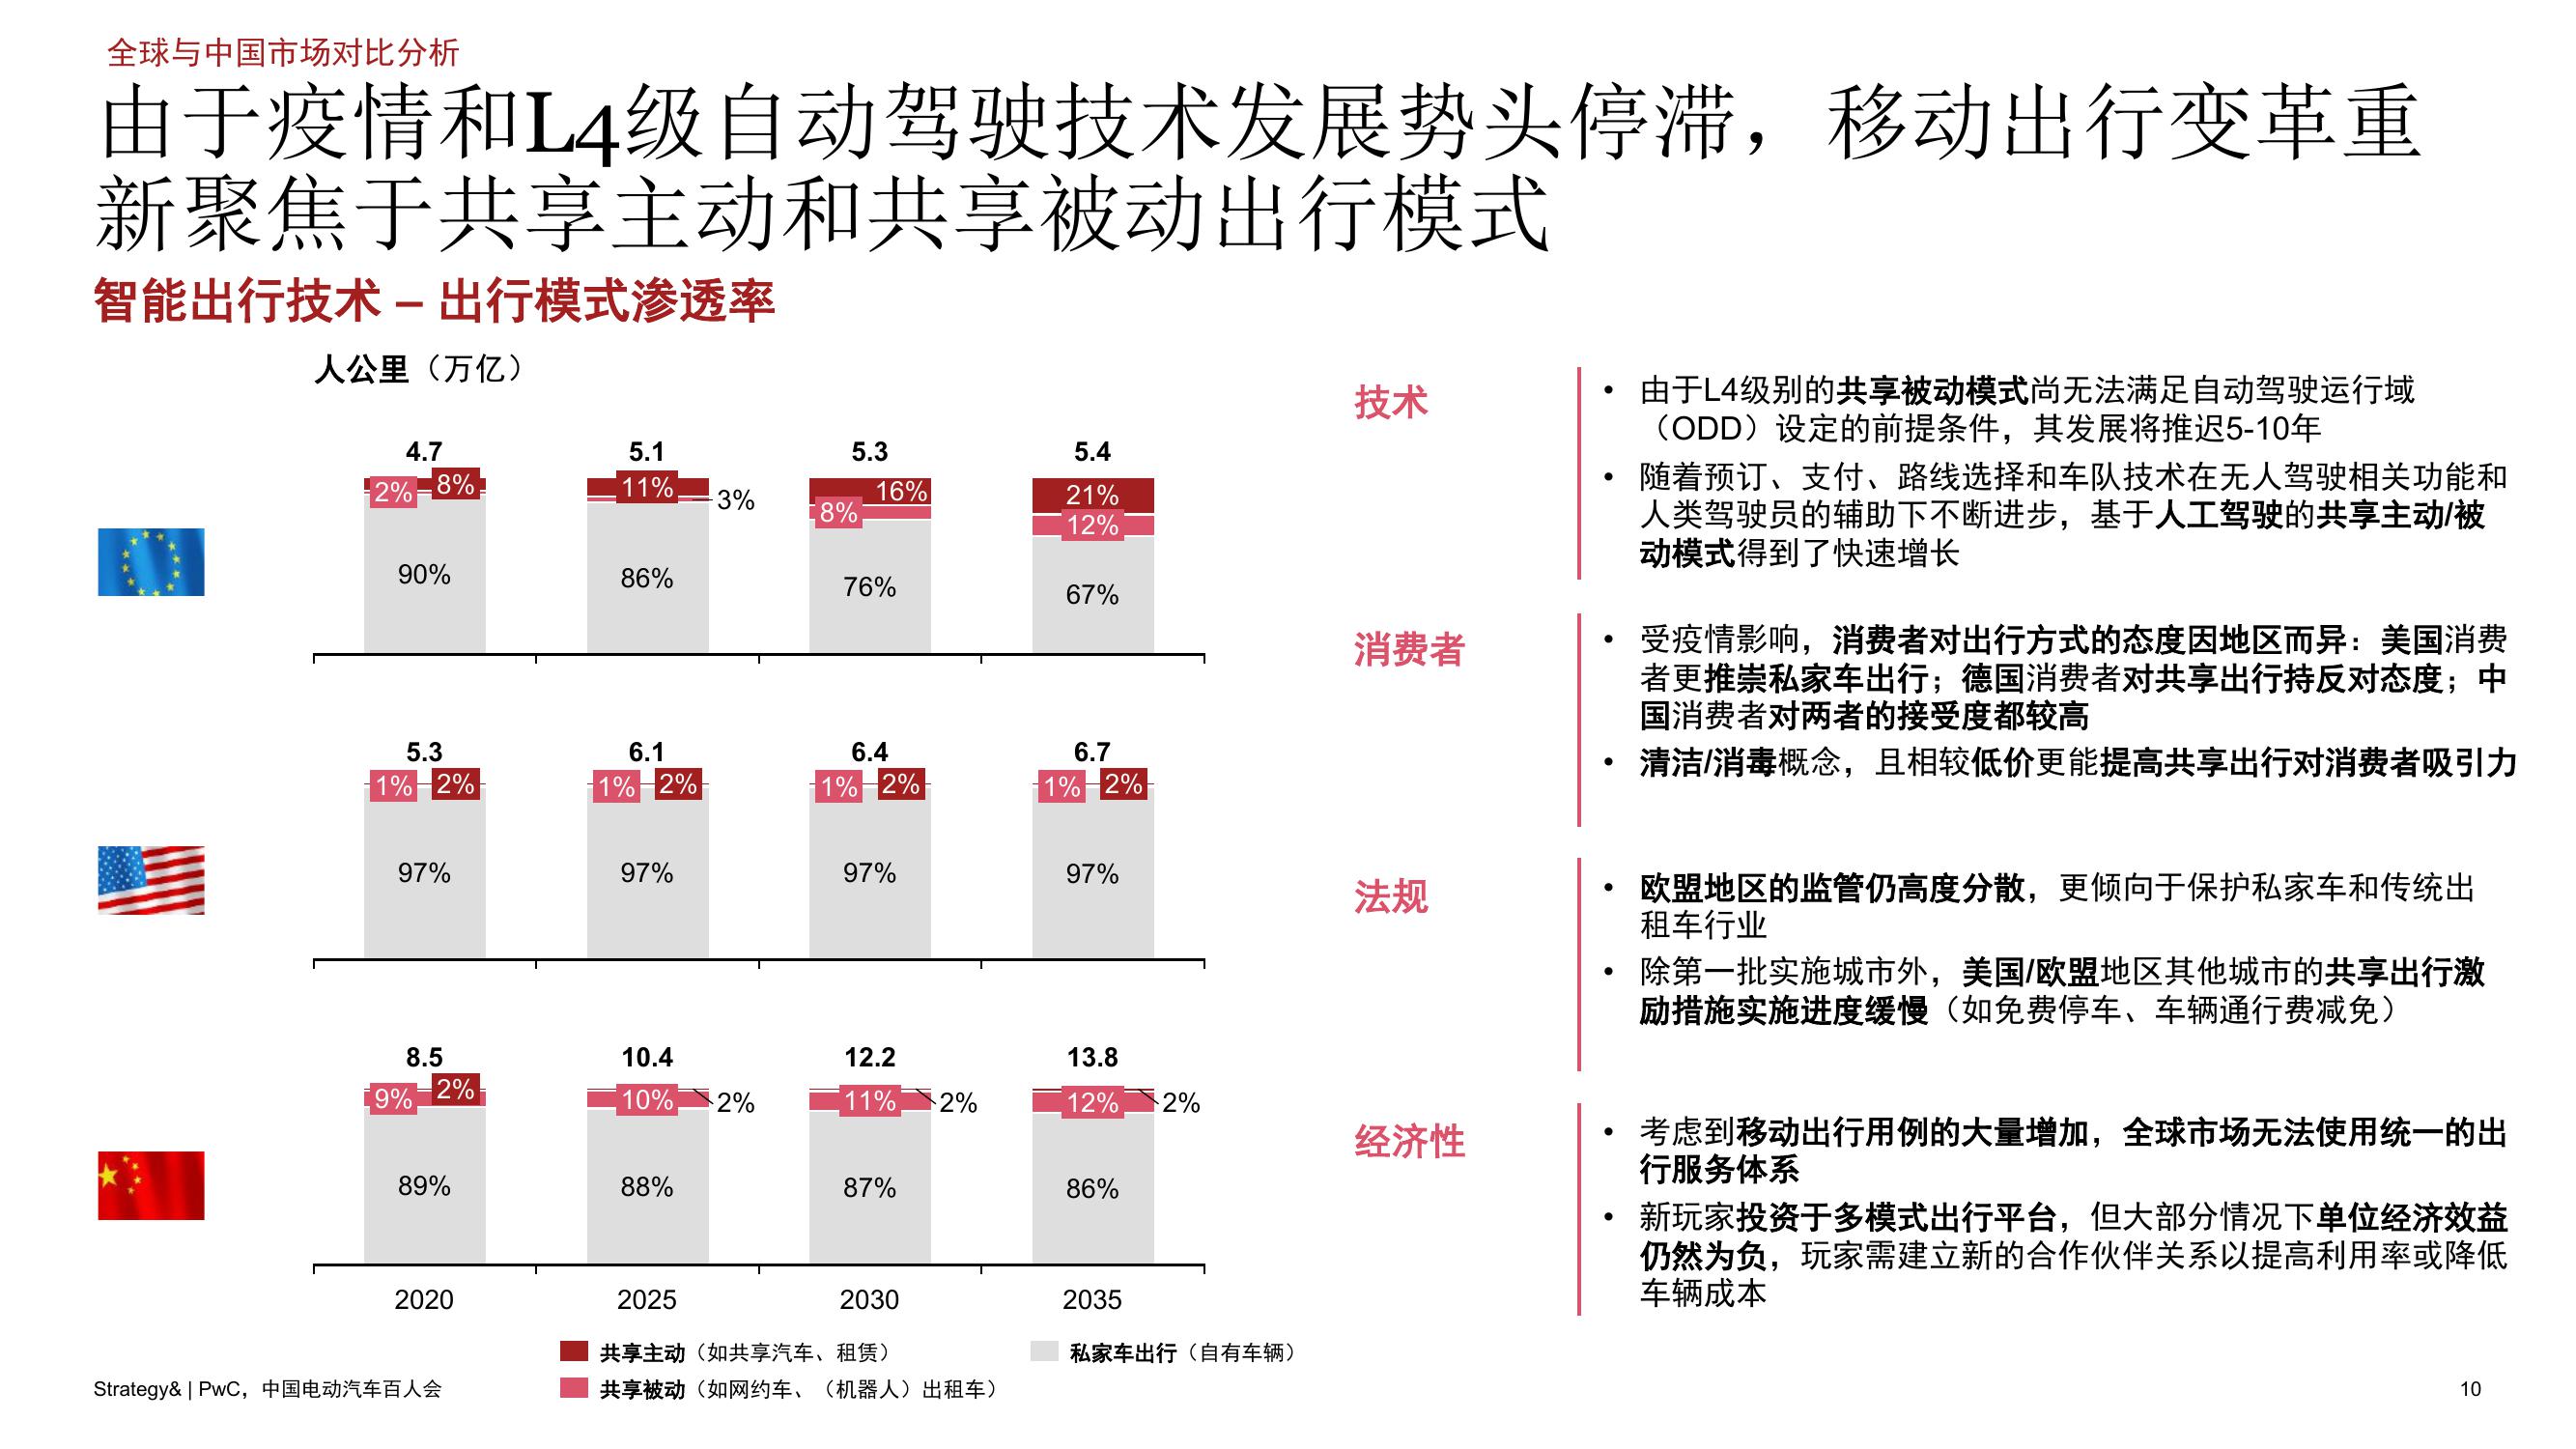 全球与中国市场对比分析
由于疫情和L4级自动驾驶技术发展势头停滞，移动出行变革重
新聚焦于共享主动和共享被动出行模式
智能出行技术 – 出行模式渗透率
人公里（万亿）
4.7 5.1 5.3 5.4
2% 8% 11% 3% 16% 8% 21% 12%
90% 86% 76% 67%
5.3 6.1 6.4 6.7
1% 2% 1% 2% 1% 2% 1% 2%
97% 97% 97% 97%
8.5 10.4 12.2 13.8
9% 2% 10% 2% 11% 2% 12% 2%
89% 88% 87% 86%
2020 2025 2030 2035
共享主动（如共享汽车、租赁）
私家车出行（自有车辆）
共享被动（如网约车、（机器人）出租车）
技术
• 由于L4级别的共享被动模式尚无法满足自动驾驶运行域
（ODD）设定的前提条件，其发展将推迟5-10年
• 随着预订、支付、路线选择和车队技术在无人驾驶相关功能和
人类驾驶员的辅助下不断进步，基于人工驾驶的共享主动/被
动模式得到了快速增长
消费者
• 受疫情影响，消费者对出行方式的态度因地区而异：美国消费
者更推崇私家车出行；德国消费者对共享出行持反对态度；中
国消费者对两者的接受度都较高
• 清洁/消毒概念，且相较低价更能提高共享出行对消费者吸引力
法规
• 欧盟地区的监管仍高度分散，更倾向于保护私家车和传统出
租车行业
• 除第一批实施城市外，美国/欧盟地区其他城市的共享出行激
励措施实施进度缓慢（如免费停车、车辆通行费减免）
经济性
• 考虑到移动出行用例的大量增加，全球市场无法使用统一的出
行服务体系
• 新玩家投资于多模式出行平台，但大部分情况下单位经济效益
仍然为负，玩家需建立新的合作伙伴关系以提高利用率或降低
车辆成本
Strategy& | PwC，中国电动汽车百人会
10